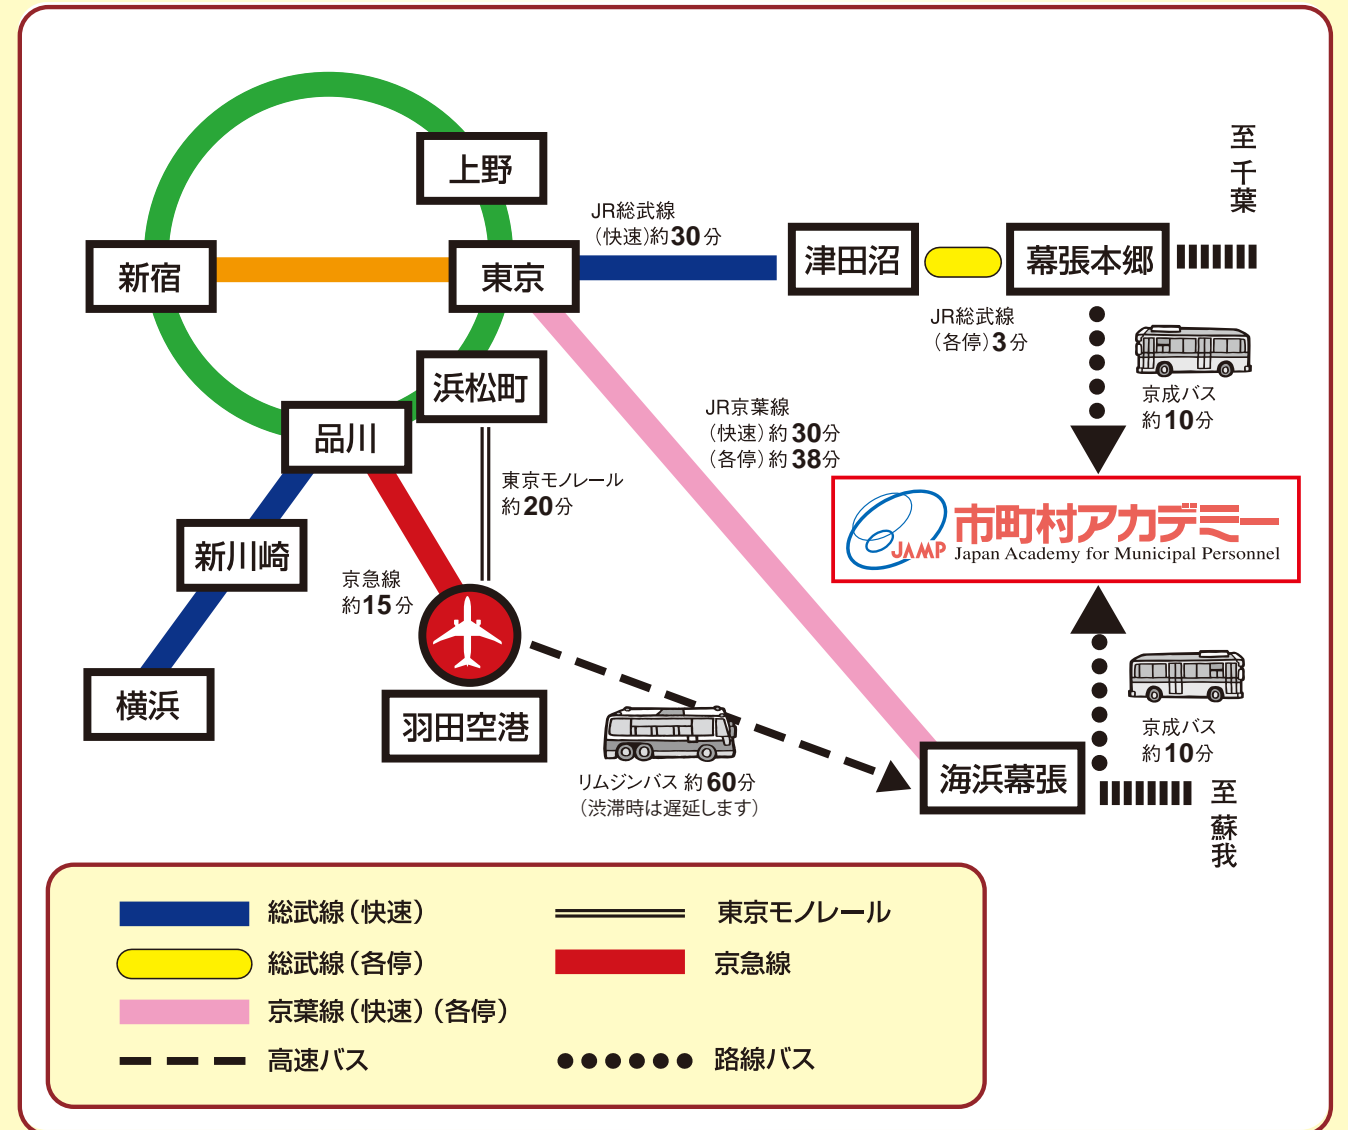 至千葉
上野
JR総武線
（快速）約30分
新宿
東京
津田沼
幕張本郷
JR総武線
（各停）3分
浜松町
京成バス
約10分
JR京葉線
（快速）約30分
（各停）約38分
品川
東京モノレール
約20分
JAMP
市町村アカデミー
Japan Academy for Municipal Personnel
新川崎
京急線
約15分
横浜
羽田空港
京成バス
約10分
リムジンバス 約60分
（渋滞時は遅延します）
海浜幕張
至蘇我
総武線（快速）
東京モノレール
総武線（各停）
京急線
京葉線（快速）（各停）
高速バス
路線バス